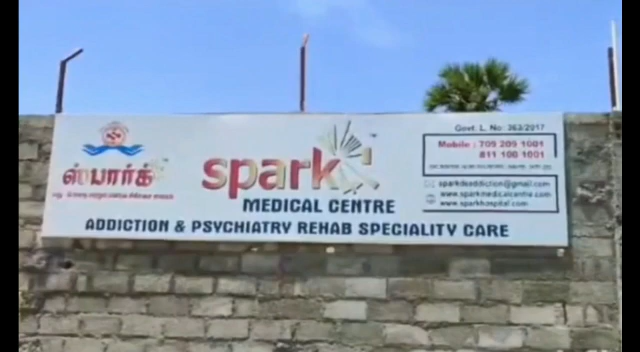 ஸ்பார்க்
spark
MEDICAL CENTRE
ADDICTION & PSYCHIATRY REHAB SPECIALITY CARE
Govt. L. No: 363/2017
Mobile : 709 209 1001
811 100 1001
sparkdeaddiction@gmail.com
www.sparkmedicalcentre.com
www.sparkhospital.com